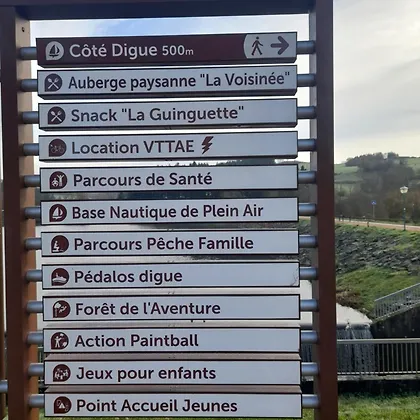 Côté Digue 500m
Auberge paysanne "La Voisinée"
Snack "La Guinguette"
Location VTTAE
Parcours de Santé
Base Nautique de Plein Air
Parcours Pêche Famille
Pédalos digue
Forêt de l'Aventure
Action Paintball
Jeux pour enfants
Point Accueil Jeunes